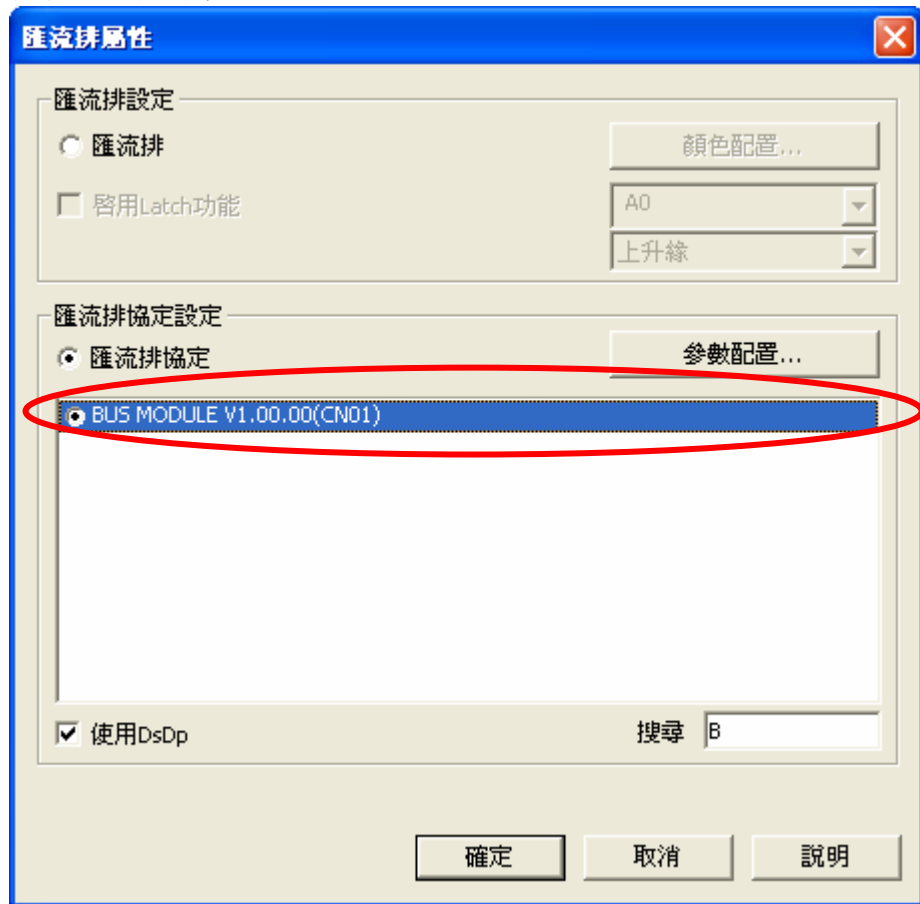 匯流排屬性
匯流排設定
匯流排
顏色配置...
啓用Latch功能
A0
上升緣
匯流排協定設定
匯流排協定
參數配置...
BUS MODULE V1.00.00(CN01)
使用DsDp
搜尋 B
確定 取消 說明